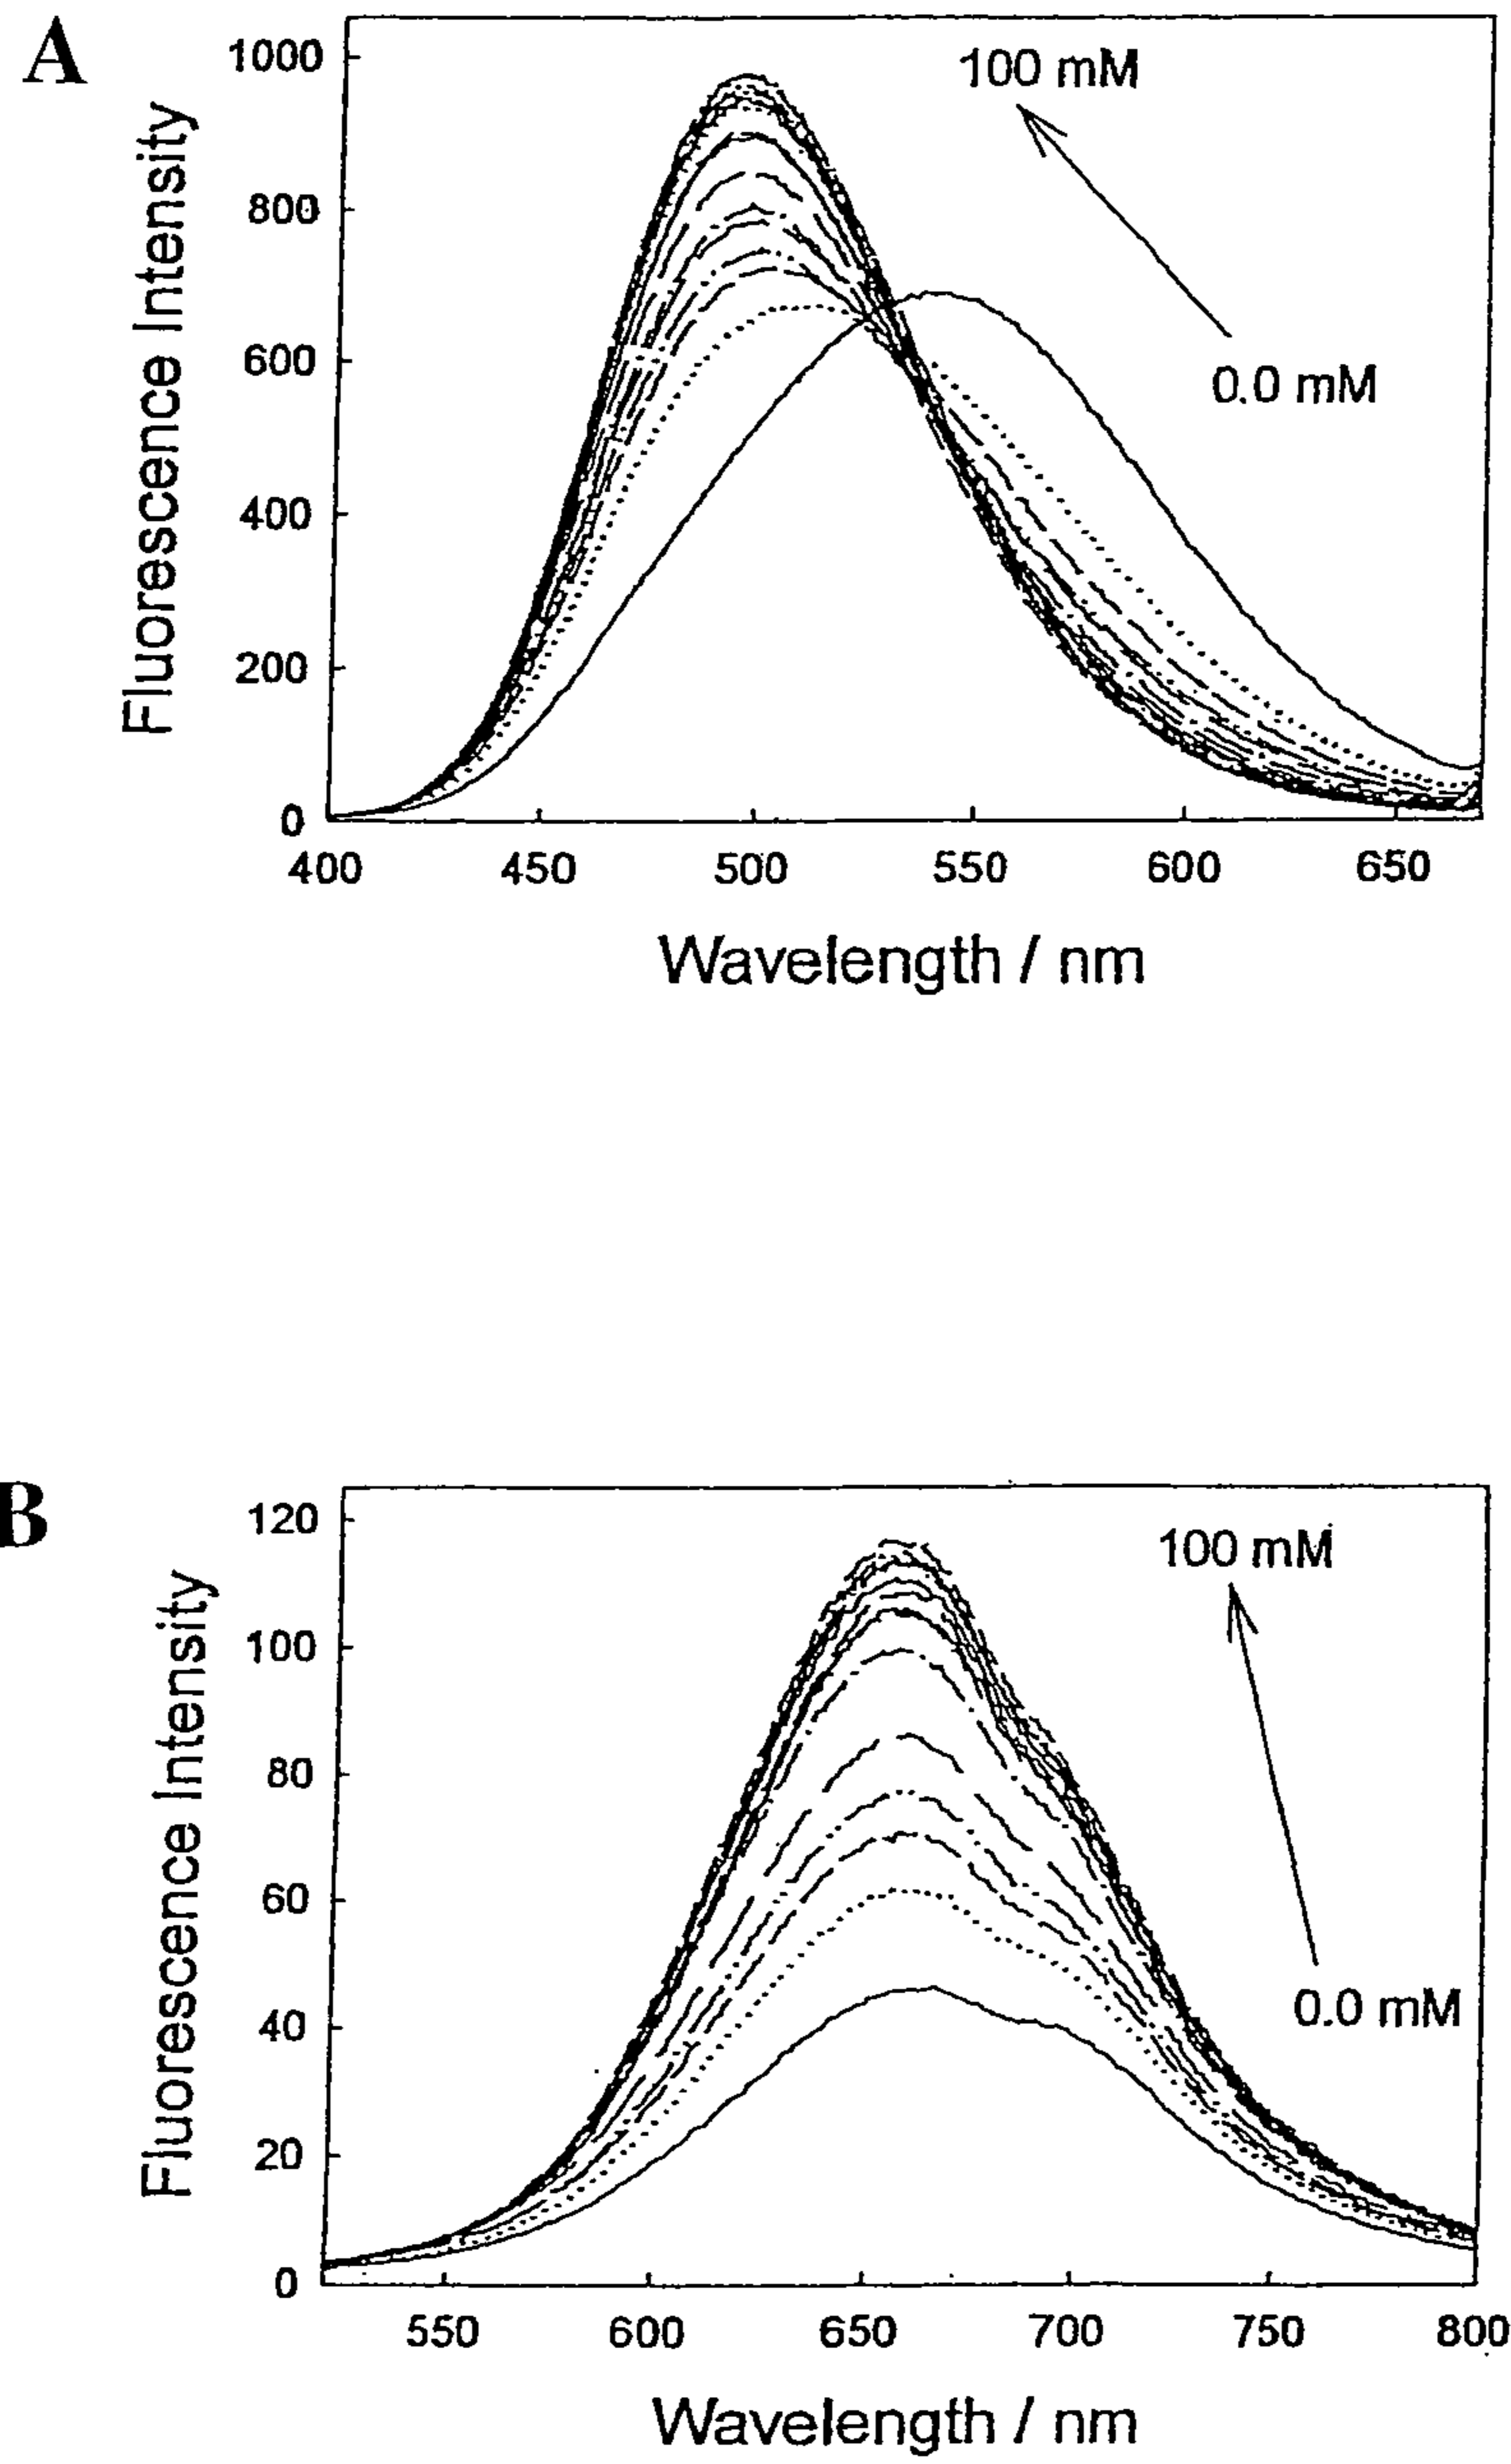 A
1000
800
600
400
200
0
Fluorescence Intensity
100 mM
0.0 mM
400 450 500 550 600 650
Wavelength / nm
B
120
100
80
60
40
20
0
Fluorescence Intensity
100 mM
0.0 mM
550 600 650 700 750 800
Wavelength / nm